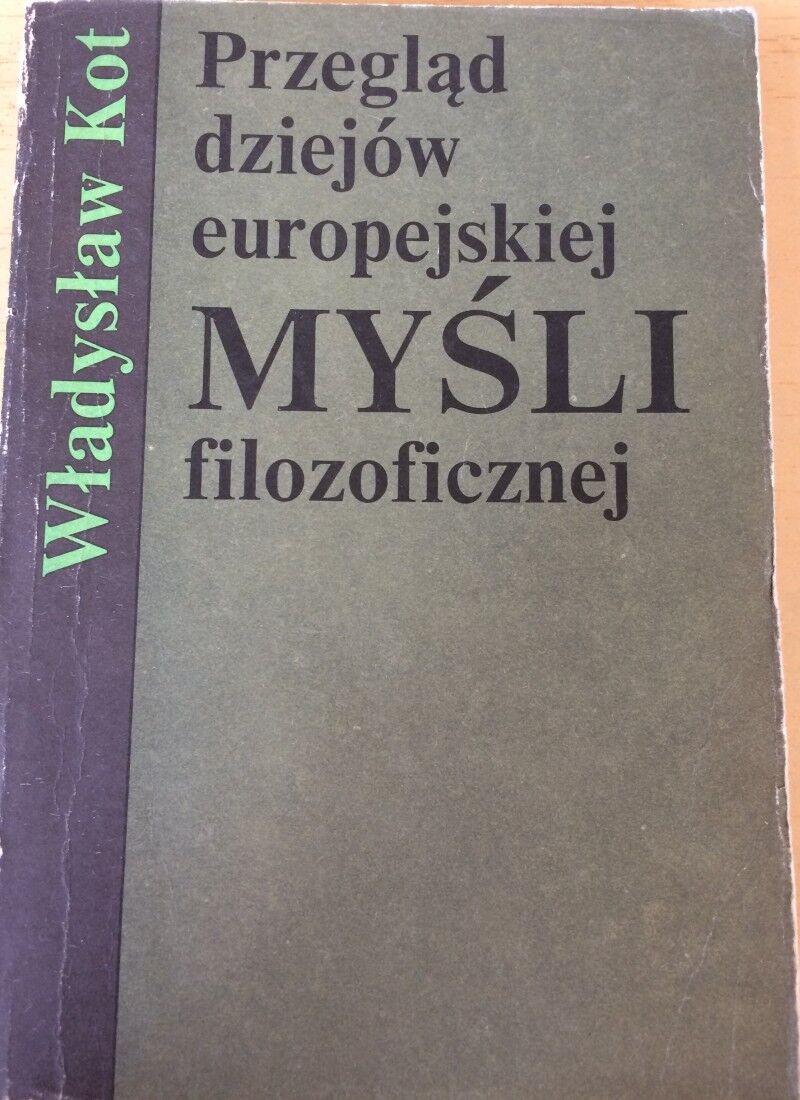 Władysław Kot
Przegląd
dziejów
europejskiej
MYŚLI
filozoficznej